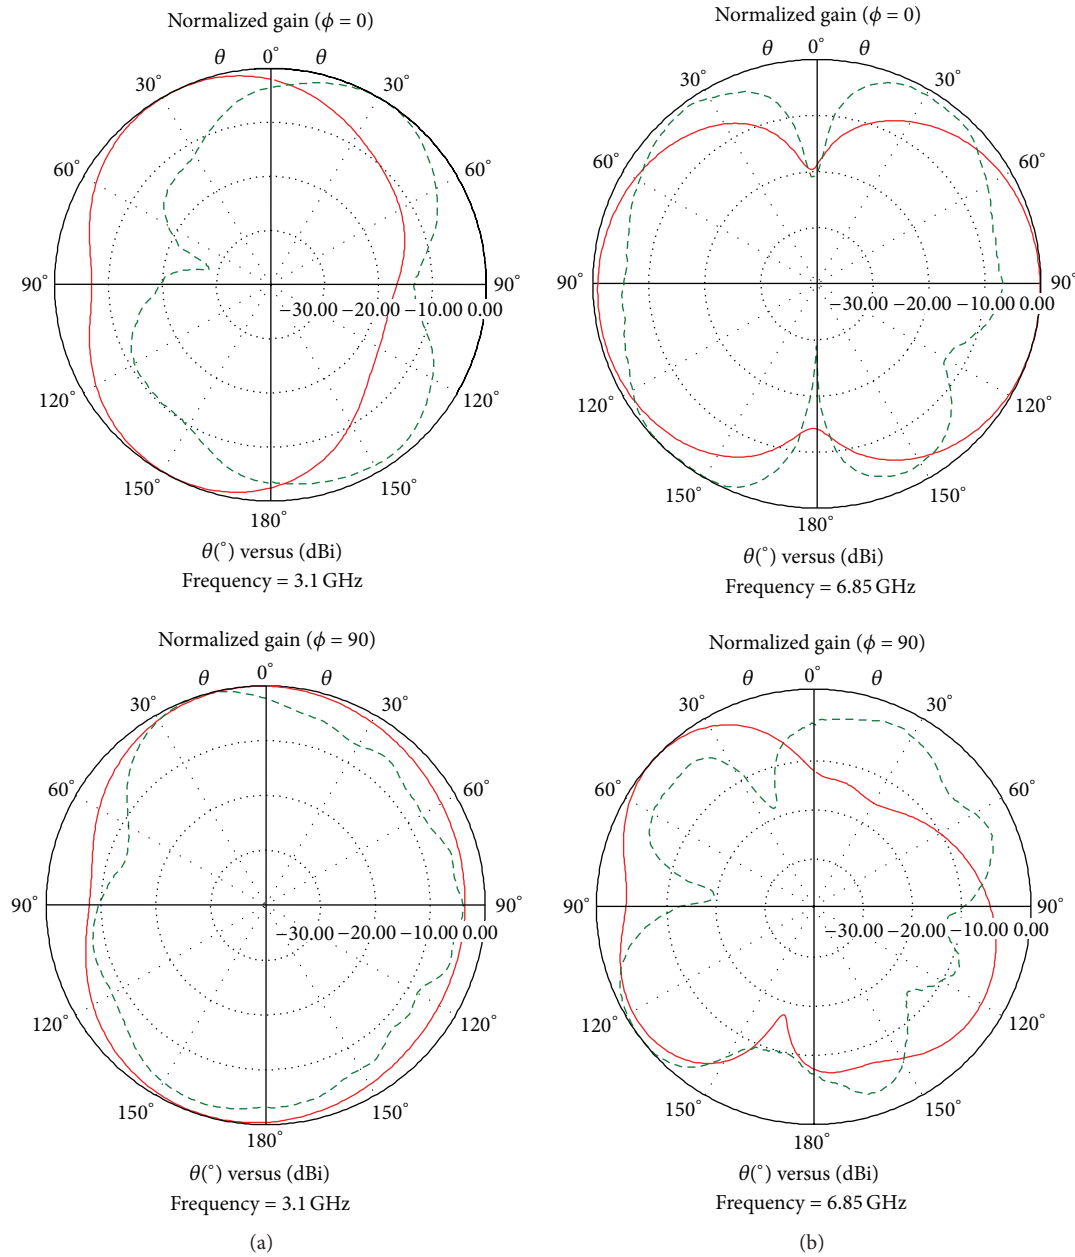 Normalized gain (ϕ = 0)
θ 0° θ
30° 30°
60° 60°
90° 90°
−30.00 −20.00 −10.00 0.00
120° 120°
150° 150°
180°
θ(°) versus (dBi)
Frequency = 3.1 GHz
Normalized gain (ϕ = 0)
θ 0° θ
30° 30°
60° 60°
90° 90°
−30.00 −20.00 −10.00 0.00
120° 120°
150° 150°
180°
θ(°) versus (dBi)
Frequency = 6.85 GHz
Normalized gain (ϕ = 90)
θ 0° θ
30° 30°
60° 60°
90° 90°
−30.00 −20.00 −10.00 0.00
120° 120°
150° 150°
180°
θ(°) versus (dBi)
Frequency = 3.1 GHz
(a)
Normalized gain (ϕ = 90)
θ 0° θ
30° 30°
60° 60°
90° 90°
−30.00 −20.00 −10.00 0.00
120° 120°
150° 150°
180°
θ(°) versus (dBi)
Frequency = 6.85 GHz
(b)